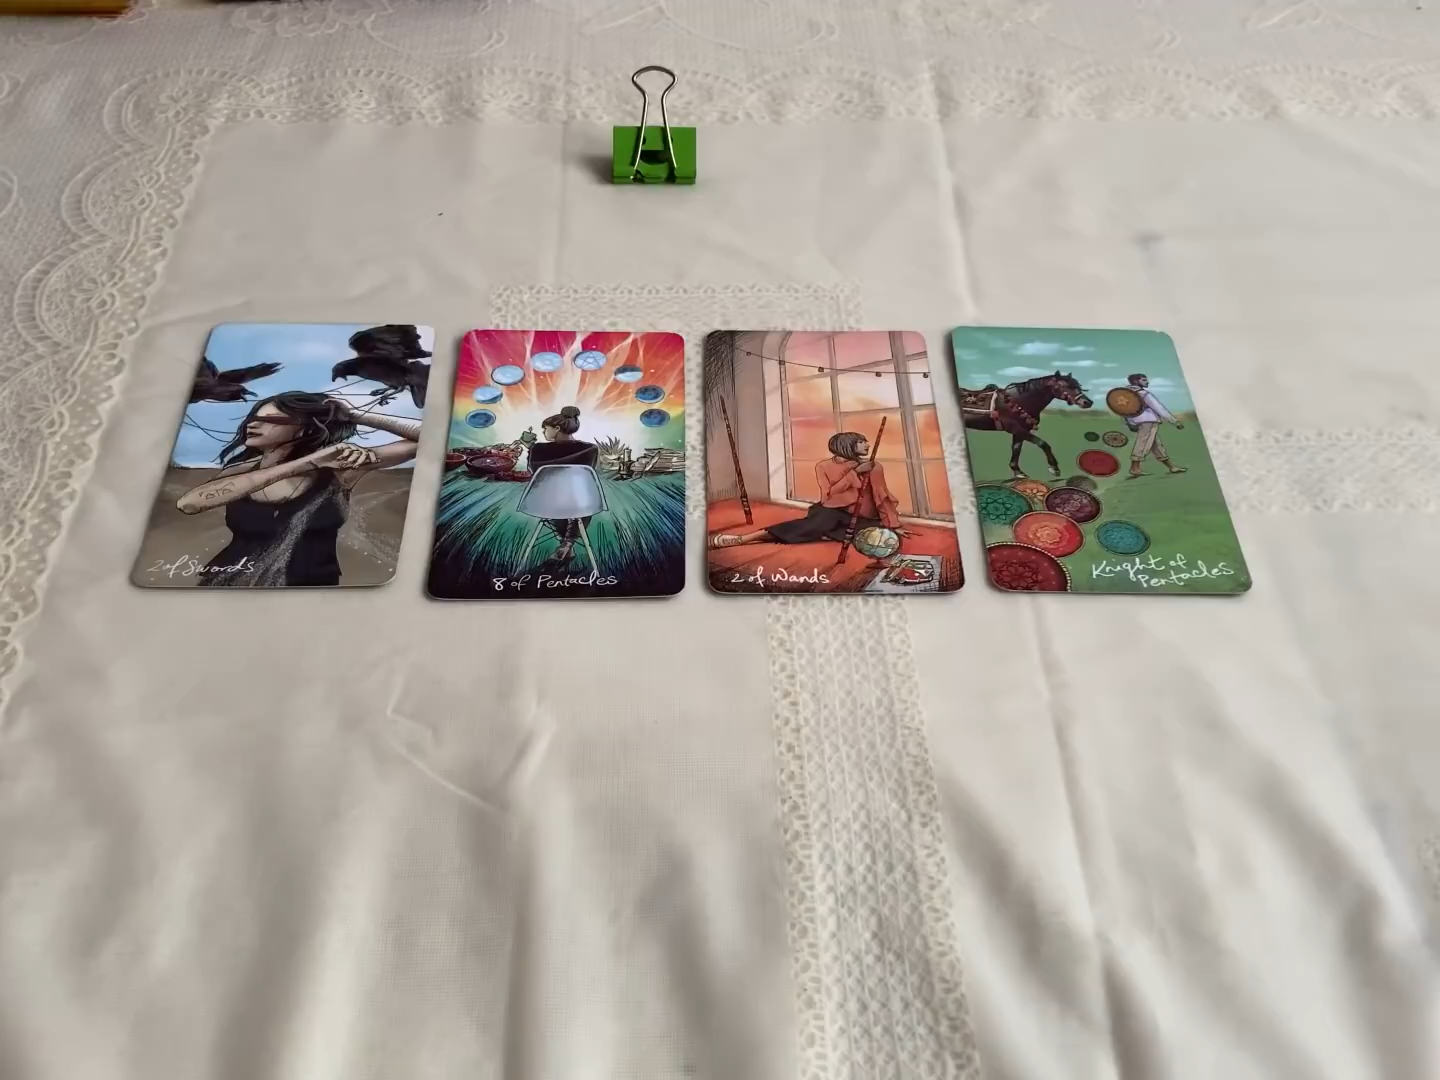 2 of Swords
8 of Pentacles
2 of Wands
Knight of
Pentacles